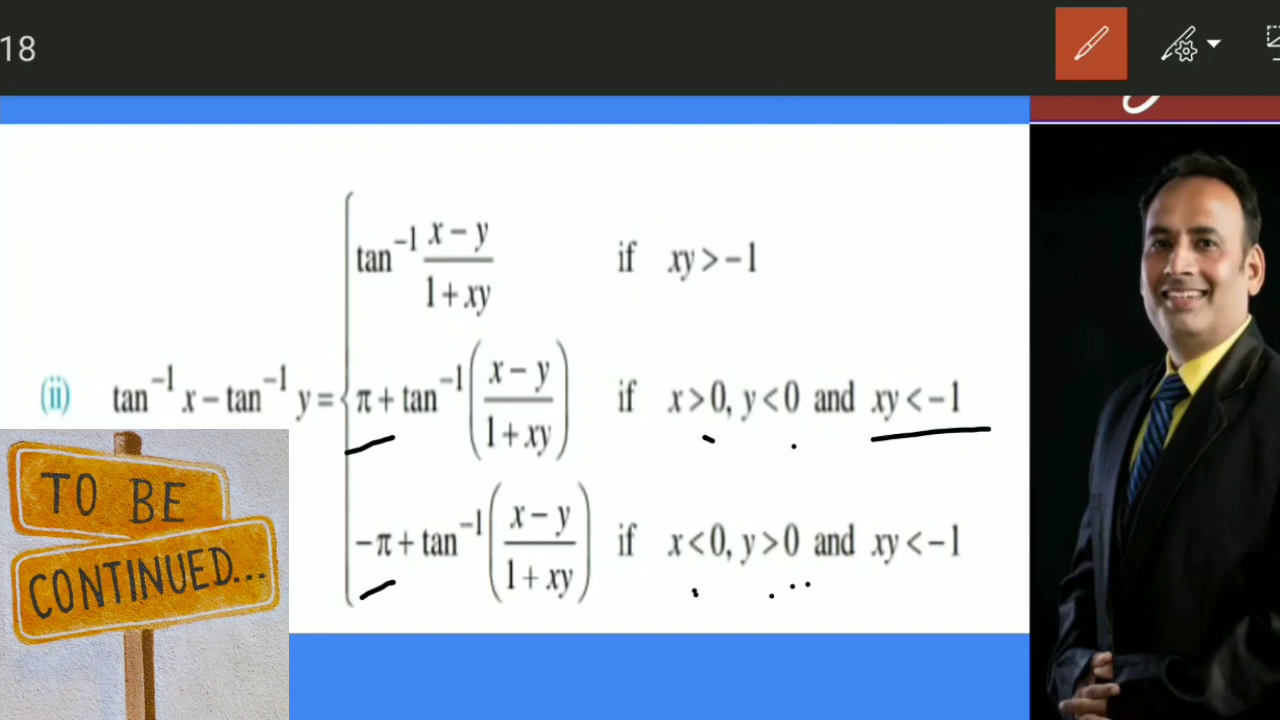 18
tan⁻¹ x − y / 1 + xy if xy > −1
(ii) tan⁻¹ x − tan⁻¹ y = { π + tan⁻¹ ( x − y / 1 + xy ) if x > 0, y < 0 and xy < −1
−π + tan⁻¹ ( x − y / 1 + xy ) if x < 0, y > 0 and xy < −1
TO BE
CONTINUED...